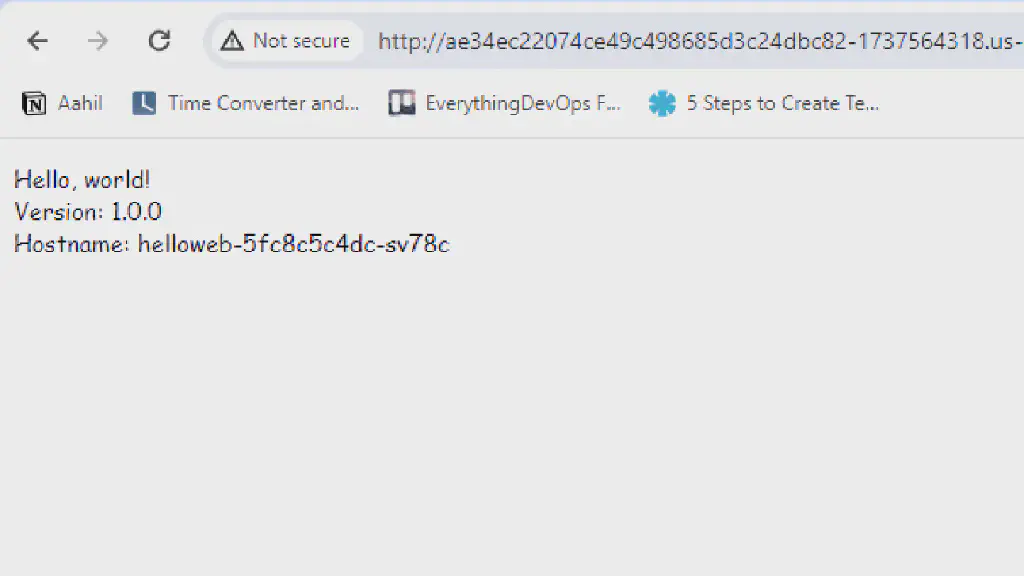 Not secure http://ae34ec22074ce49c498685d3c24dbc82-1737564318.us-
Aahil Time Converter and... EverythingDevOps F... 5 Steps to Create Te...
Hello, world!
Version: 1.0.0
Hostname: helloweb-5fc8c5c4dc-sv78c